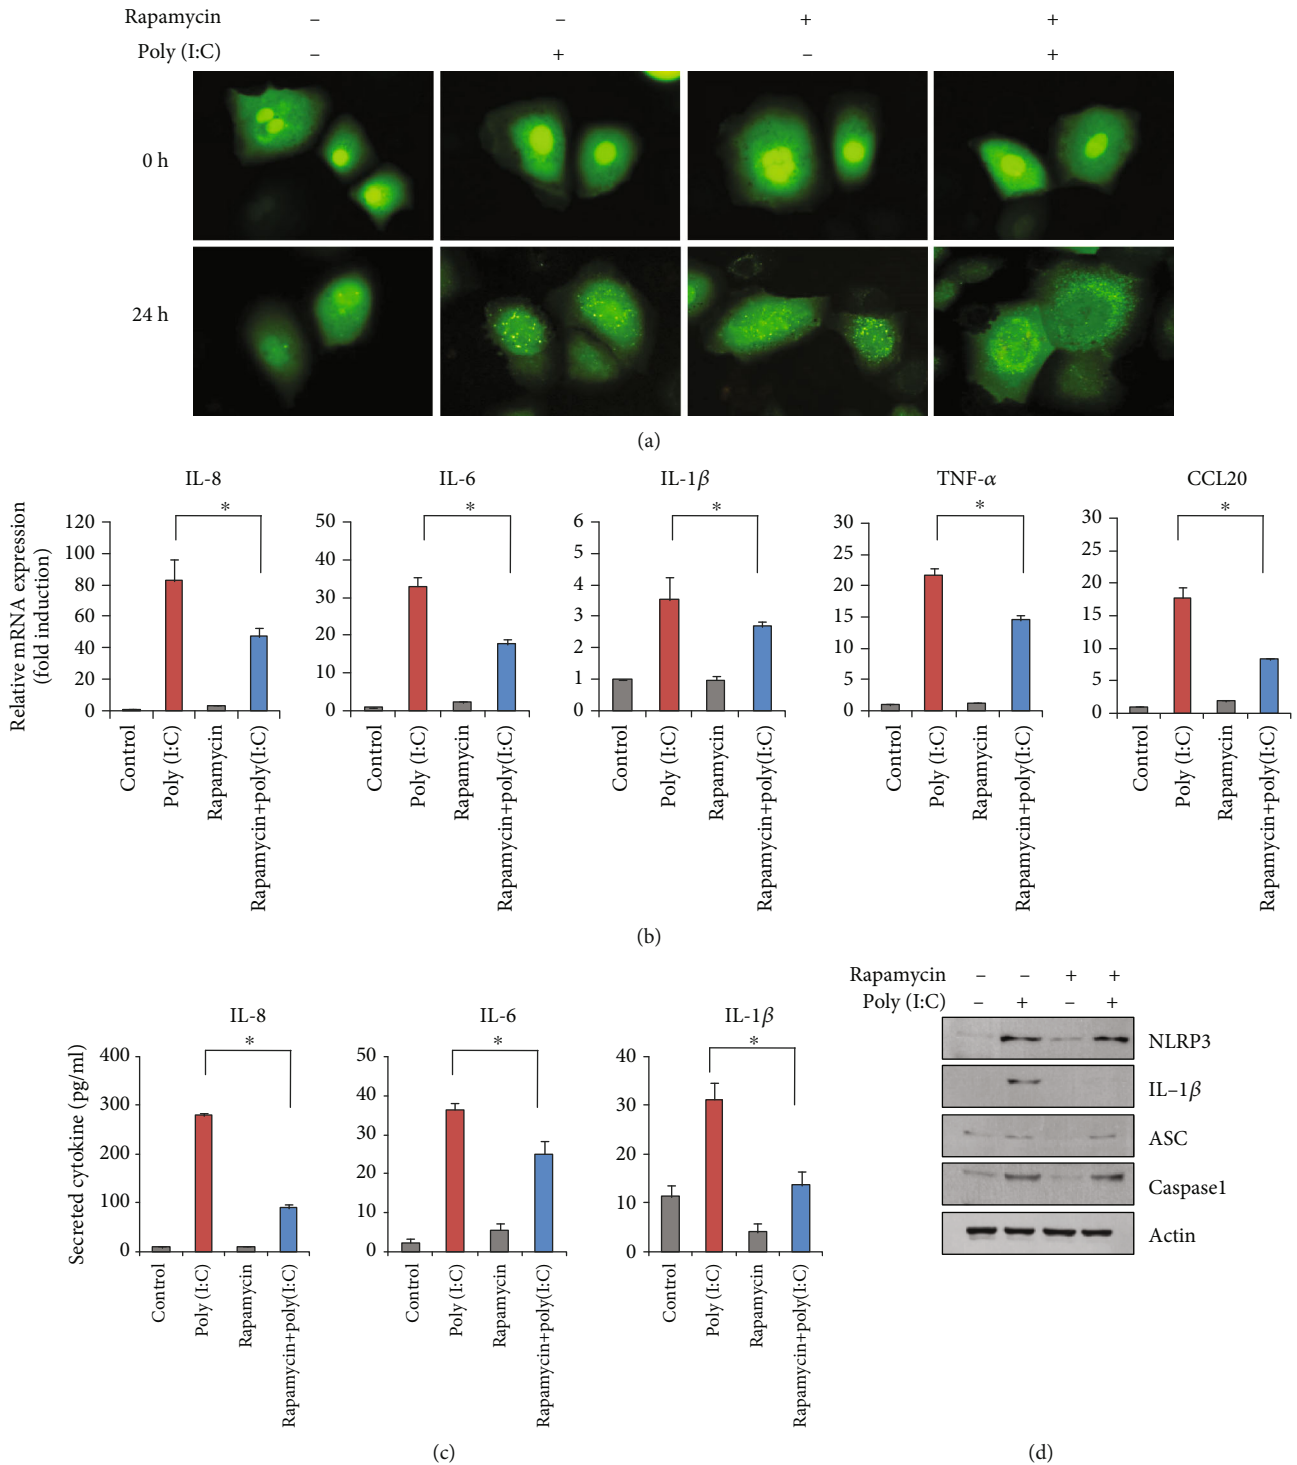 Rapamycin – – + +
Poly (I:C) – + – +
0 h
24 h
(a)
IL-8 IL-6 IL-1β TNF-α CCL20
Relative mRNA expression
(fold induction)
120
100
80
60
40
20
0
*
Control Poly (I:C) Rapamycin Rapamycin+poly(I:C)
50
40
30
20
10
0
*
Control Poly (I:C) Rapamycin Rapamycin+poly(I:C)
6
5
4
3
2
1
0
*
Control Poly (I:C) Rapamycin Rapamycin+poly(I:C)
30
25
20
15
10
5
0
*
Control Poly (I:C) Rapamycin Rapamycin+poly(I:C)
30
25
20
15
10
5
0
*
Control Poly (I:C) Rapamycin Rapamycin+poly(I:C)
(b)
IL-8 IL-6 IL-1β
Secreted cytokine (pg/ml)
400
300
200
100
0
*
Control Poly (I:C) Rapamycin Rapamycin+poly(I:C)
50
40
30
20
10
0
*
Control Poly (I:C) Rapamycin Rapamycin+poly(I:C)
40
30
20
10
0
*
Control Poly (I:C) Rapamycin Rapamycin+poly(I:C)
(c)
Rapamycin – – + +
Poly (I:C) – + – +
NLRP3
IL–1β
ASC
Caspase1
Actin
(d)